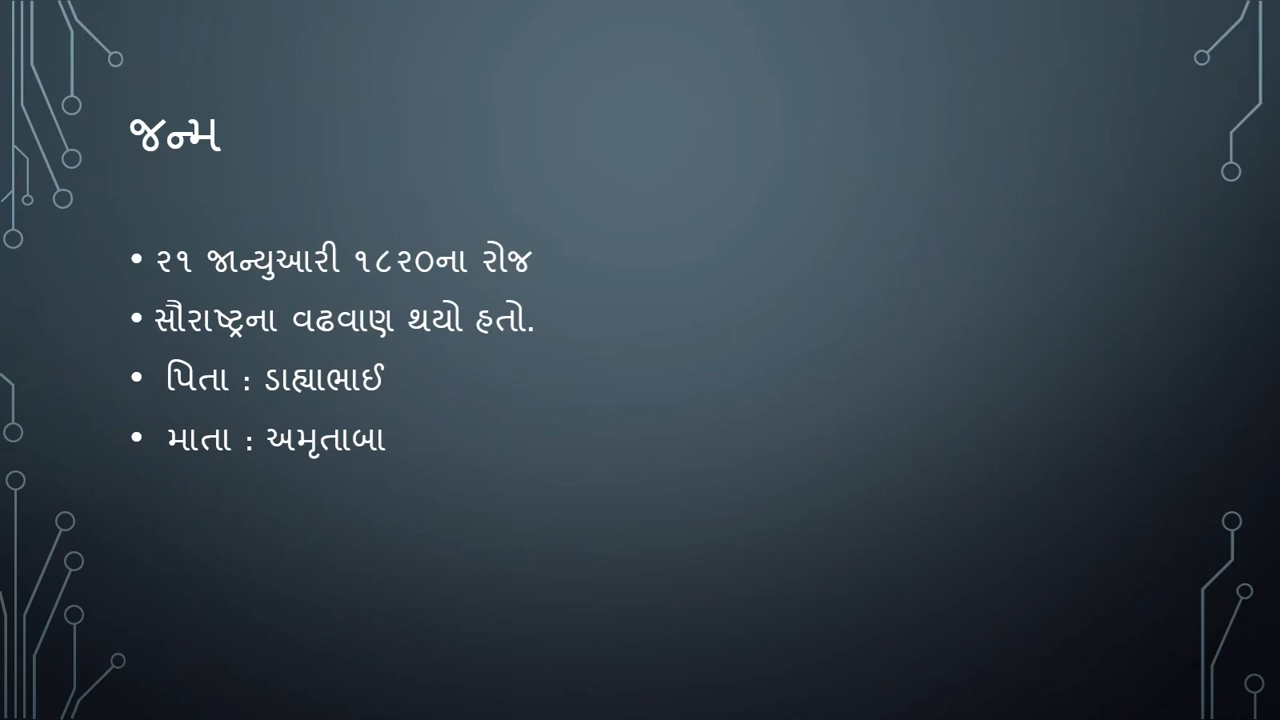 જન્મ
• ૨૧ જાન્યુઆરી ૧૮૨૦ના રોજ
• સૌરાષ્ટ્રના વઢવાણ થયો હતો.
• પિતા : ડાહ્યાભાઈ
• માતા : અમૃતાબા